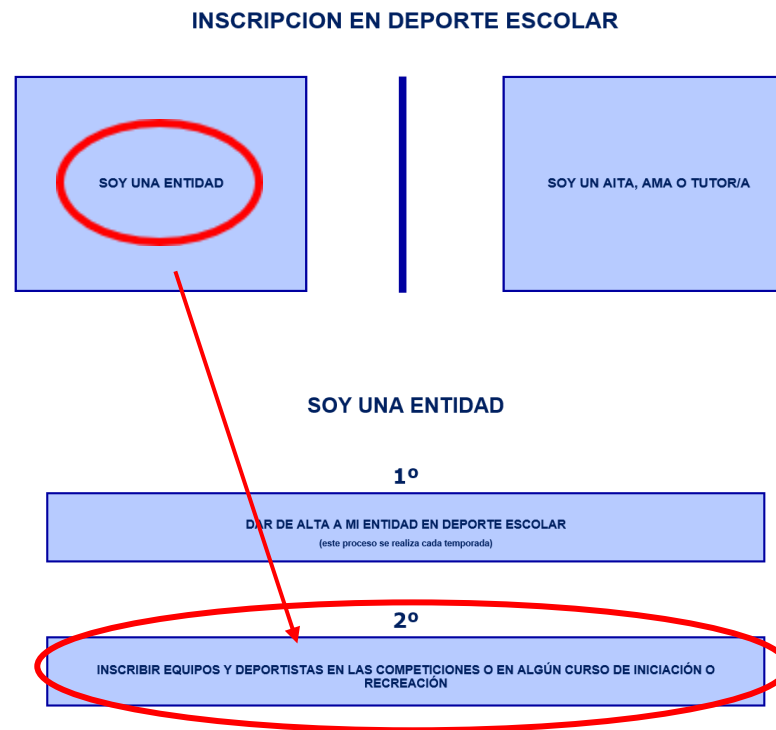 INSCRIPCION EN DEPORTE ESCOLAR
SOY UNA ENTIDAD
SOY UN AITA, AMA O TUTOR/A
SOY UNA ENTIDAD
1º
DAR DE ALTA A MI ENTIDAD EN DEPORTE ESCOLAR
(este proceso se realiza cada temporada)
2º
INSCRIBIR EQUIPOS Y DEPORTISTAS EN LAS COMPETICIONES O EN ALGÚN CURSO DE INICIACIÓN O
RECREACIÓN